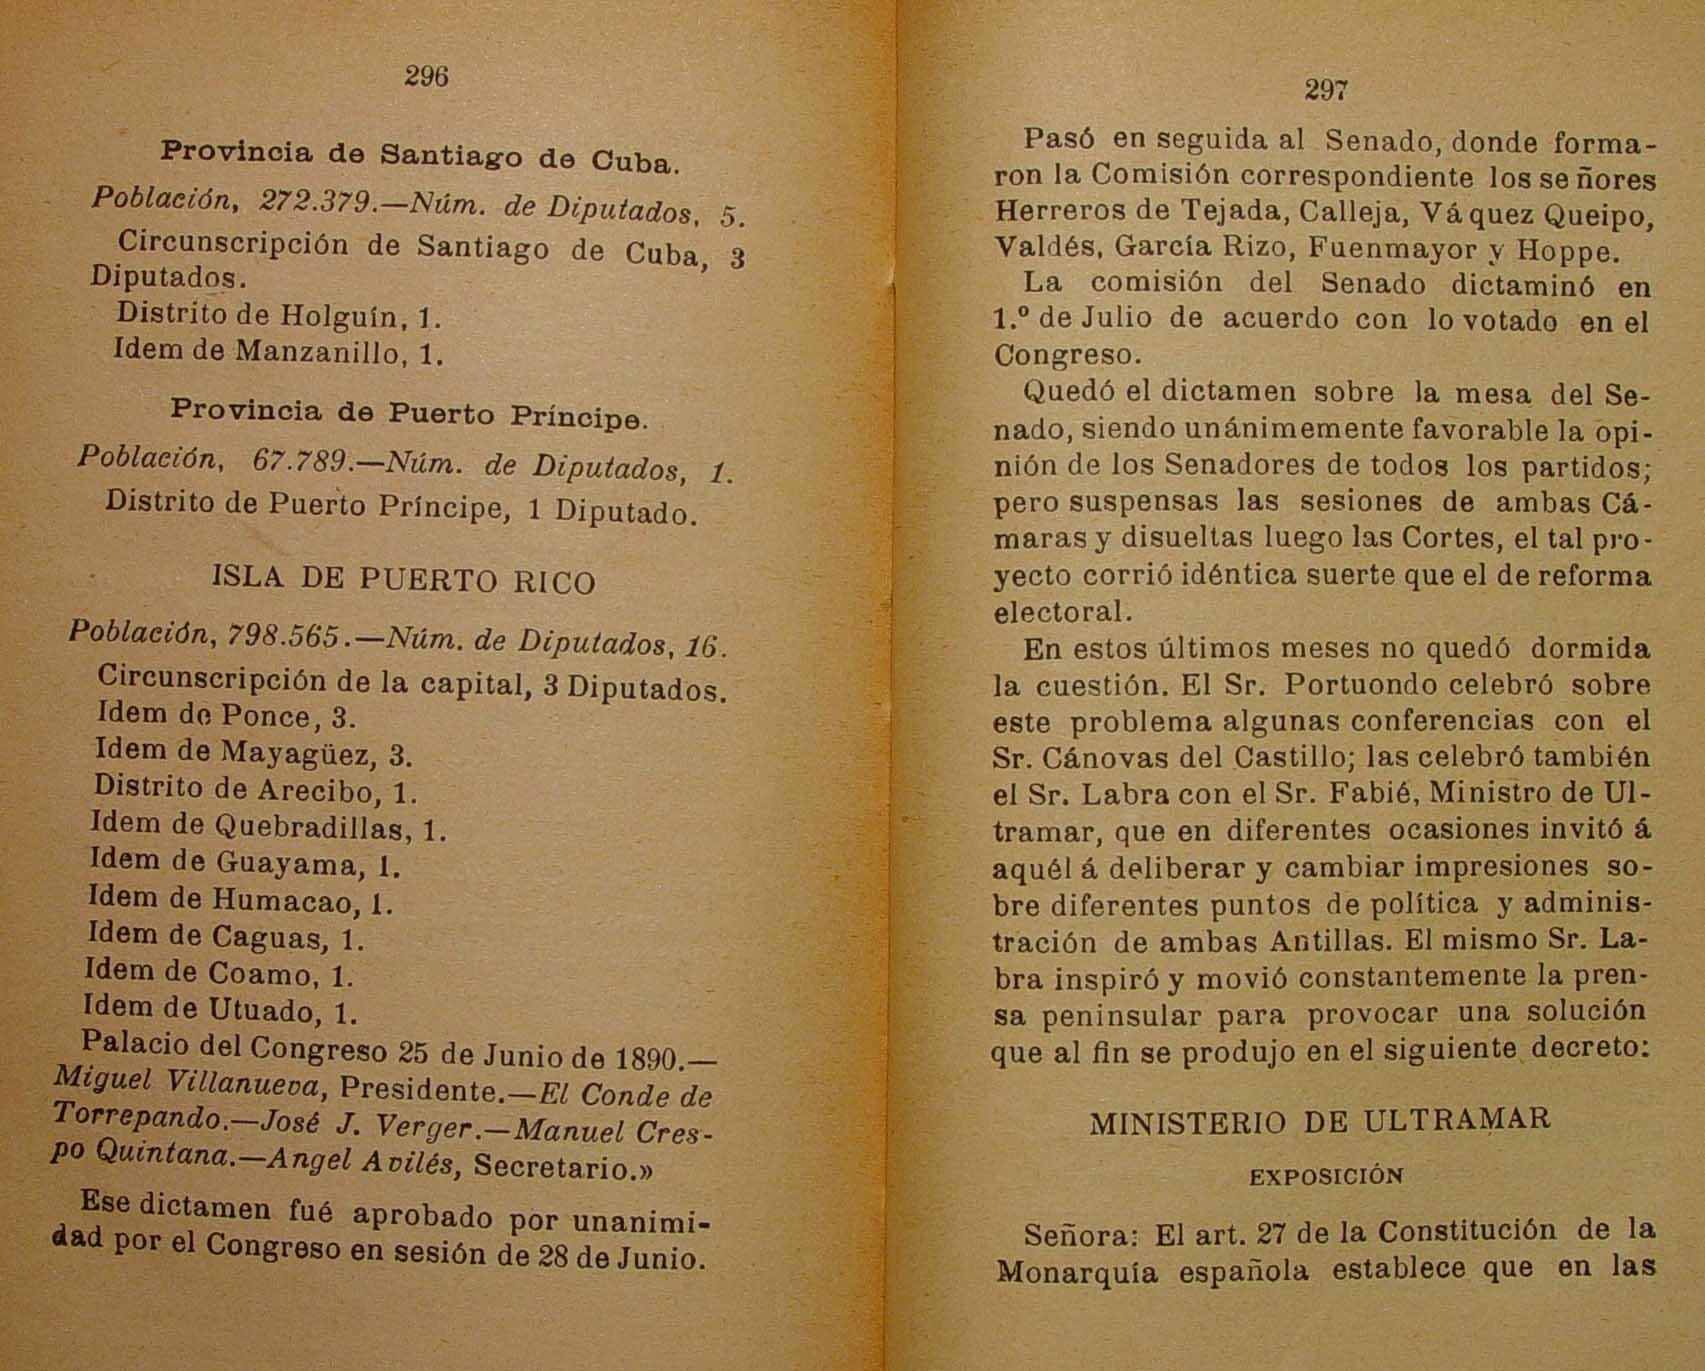 296
Provincia de Santiago de Cuba.
Población, 272.379.—Núm. de Diputados, 5.
Circunscripción de Santiago de Cuba, 3
Diputados.
Distrito de Holguín, 1.
Idem de Manzanillo, 1.
Provincia de Puerto Príncipe.
Población, 67.789.—Núm. de Diputados, 1.
Distrito de Puerto Príncipe, 1 Diputado.
ISLA DE PUERTO RICO
Población, 798.565.—Núm. de Diputados, 16.
Circunscripción de la capital, 3 Diputados.
Idem de Ponce, 3.
Idem de Mayagüez, 3.
Distrito de Arecibo, 1.
Idem de Quebradillas, 1.
Idem de Guayama, 1.
Idem de Humacao, 1.
Idem de Caguas, 1.
Idem de Coamo, 1.
Idem de Utuado, 1.
Palacio del Congreso 25 de Junio de 1890.—
Miguel Villanueva, Presidente.—El Conde de
Torrepando.—José J. Verger.—Manuel Cres-
po Quintana.—Angel Avilés, Secretario.»
Ese dictamen fué aprobado por unanimi-
dad por el Congreso en sesión de 28 de Junio.
297
Pasó en seguida al Senado, donde forma-
ron la Comisión correspondiente los se ñores
Herreros de Tejada, Calleja, Vá quez Queipo,
Valdés, García Rizo, Fuenmayor y Hoppe.
La comisión del Senado dictaminó en
1.º de Julio de acuerdo con lo votado en el
Congreso.
Quedó el dictamen sobre la mesa del Se-
nado, siendo unánimemente favorable la opi-
nión de los Senadores de todos los partidos;
pero suspensas las sesiones de ambas Cá-
maras y disueltas luego las Cortes, el tal pro-
yecto corrió idéntica suerte que el de reforma
electoral.
En estos últimos meses no quedó dormida
la cuestión. El Sr. Portuondo celebró sobre
este problema algunas conferencias con el
Sr. Cánovas del Castillo; las celebró también
el Sr. Labra con el Sr. Fabié, Ministro de Ul-
tramar, que en diferentes ocasiones invitó á
aquél á deliberar y cambiar impresiones so-
bre diferentes puntos de política y adminis-
tración de ambas Antillas. El mismo Sr. La-
bra inspiró y movió constantemente la pren-
sa peninsular para provocar una solución
que al fin se produjo en el siguiente decreto:
MINISTERIO DE ULTRAMAR
EXPOSICIÓN
Señora: El art. 27 de la Constitución de la
Monarquía española establece que en las